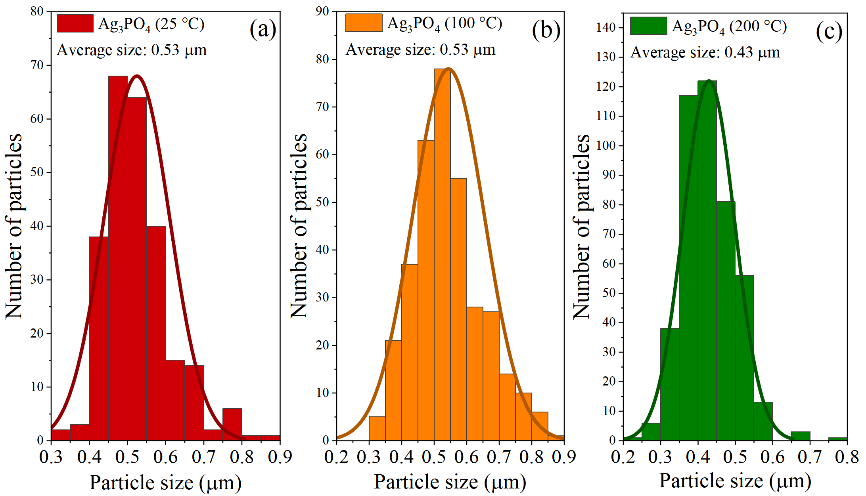 Ag₃PO₄ (25 °C) (a)
Average size: 0.53 µm
80
70
60
50
40
30
20
10
0
Number of particles
0.3 0.4 0.5 0.6 0.7 0.8 0.9
Particle size (µm)
Ag₃PO₄ (100 °C)
Average size: 0.53 µm (b)
90
80
70
60
50
40
30
20
10
0
Number of particles
0.2 0.3 0.4 0.5 0.6 0.7 0.8 0.9
Particle size (µm)
Ag₃PO₄ (200 °C) (c)
Average size: 0.43 µm
140
130
120
110
100
90
80
70
60
50
40
30
20
10
0
Number of particles
0.2 0.3 0.4 0.5 0.6 0.7 0.8
Particle size (µm)